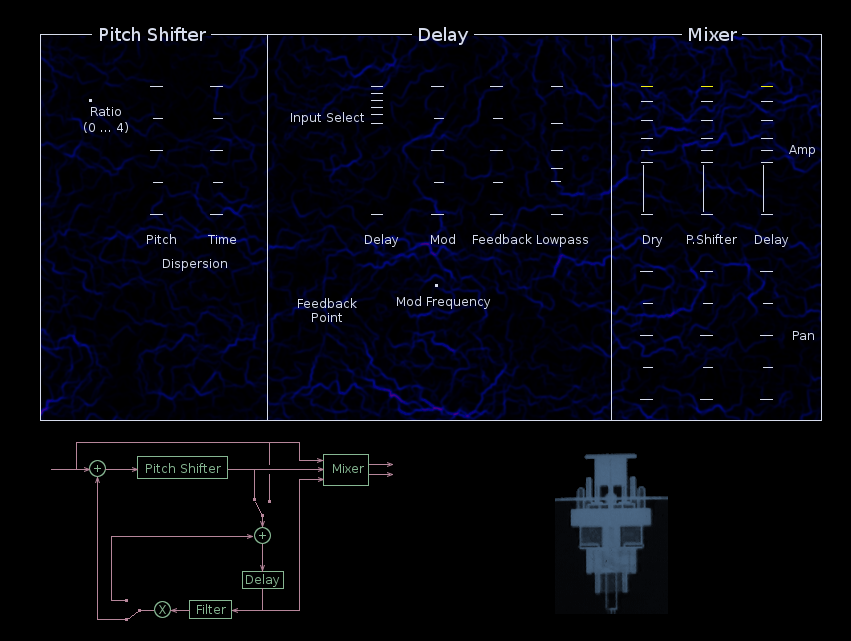 Pitch Shifter
Delay
Mixer
Ratio
(0 ... 4)
Input Select
Amp
Pitch
Time
Delay
Mod
Feedback
Lowpass
Dry
P.Shifter
Delay
Dispersion
Feedback
Point
Mod Frequency
Pan
+
Pitch Shifter
Mixer
+
Delay
X
Filter